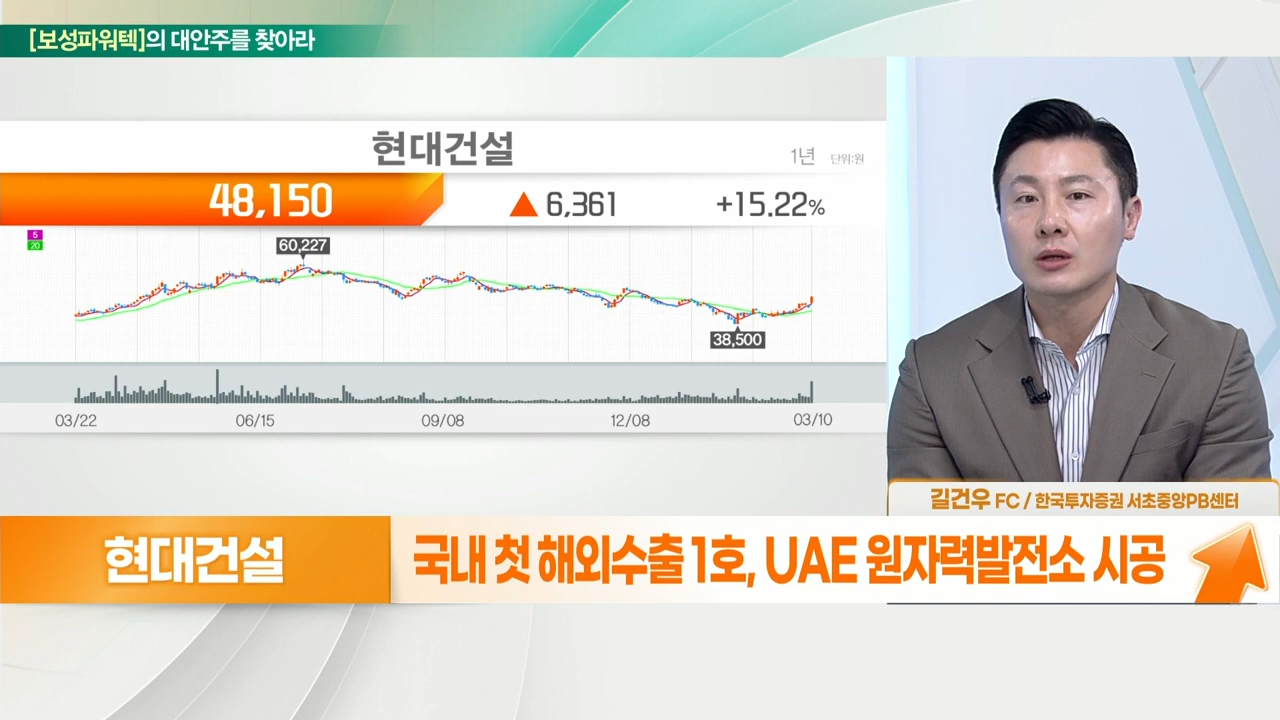 [보성파워텍]의 대안주를 찾아라
현대건설
1년 단위:원
48,150 ▲ 6,361 +15.22%
5
20
60,227
38,500
03/22 06/15 09/08 12/08 03/10
길건우 FC / 한국투자증권 서초중앙PB센터
현대건설
국내 첫 해외수출 1호, UAE 원자력발전소 시공